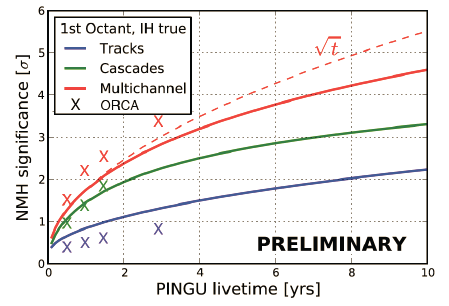 6
5
4
3
2
1
0
NMH significance [σ]
1st Octant, IH true
Tracks
Cascades
Multichannel
X ORCA
√t
PRELIMINARY
0 2 4 6 8 10
PINGU livetime [yrs]